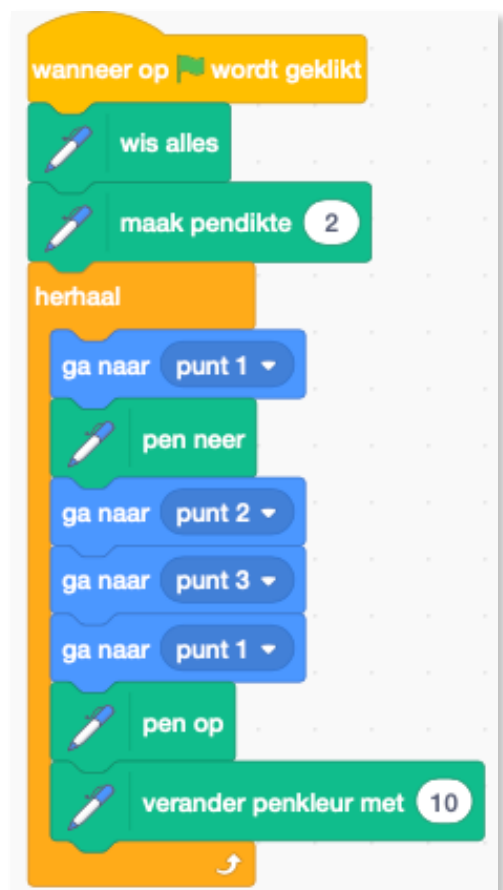 wanneer op wordt geklikt
wis alles
maak pendikte 2
herhaal
ga naar punt 1
pen neer
ga naar punt 2
ga naar punt 3
ga naar punt 1
pen op
verander penkleur met 10